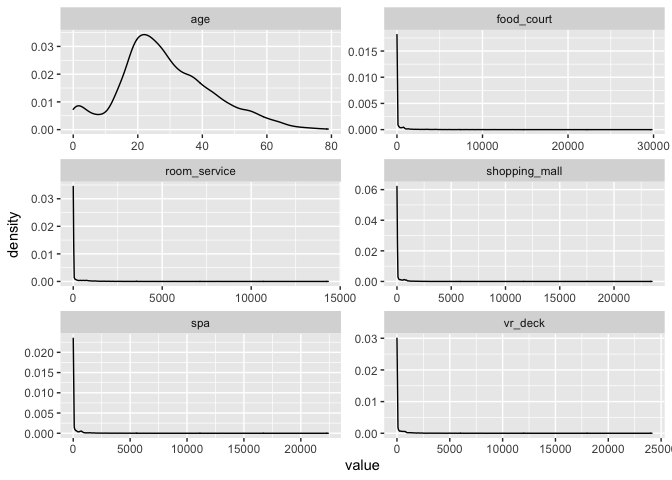 age
0.03
0.02
0.01
0.00
0 20 40 60 80
food_court
0.015
0.010
0.005
0.000
0 10000 20000 30000
room_service
0.03
0.02
0.01
0.00
0 5000 10000 15000
shopping_mall
0.06
0.04
0.02
0.00
0 5000 10000 15000 20000
spa
0.020
0.015
0.010
0.005
0.000
0 5000 10000 15000 20000
vr_deck
0.03
0.02
0.01
0.00
0 5000 10000 15000 20000 25000
density
value